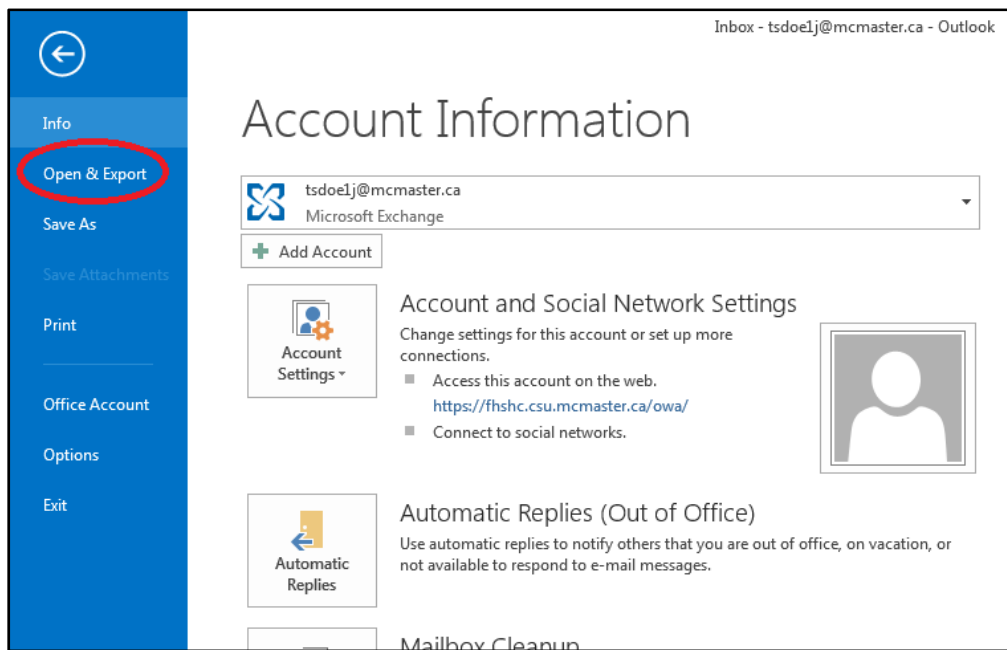 Inbox - tsdoe1j@mcmaster.ca - Outlook
Info
Open & Export
Save As
Save Attachments
Print
Office Account
Options
Exit
Account Information
tsdoe1j@mcmaster.ca
Microsoft Exchange
Add Account
Account
Settings
Account and Social Network Settings
Change settings for this account or set up more
connections.
Access this account on the web.
https://fhshc.csu.mcmaster.ca/owa/
Connect to social networks.
Automatic
Replies
Automatic Replies (Out of Office)
Use automatic replies to notify others that you are out of office, on vacation, or
not available to respond to e-mail messages.
Mailbox Cleanup